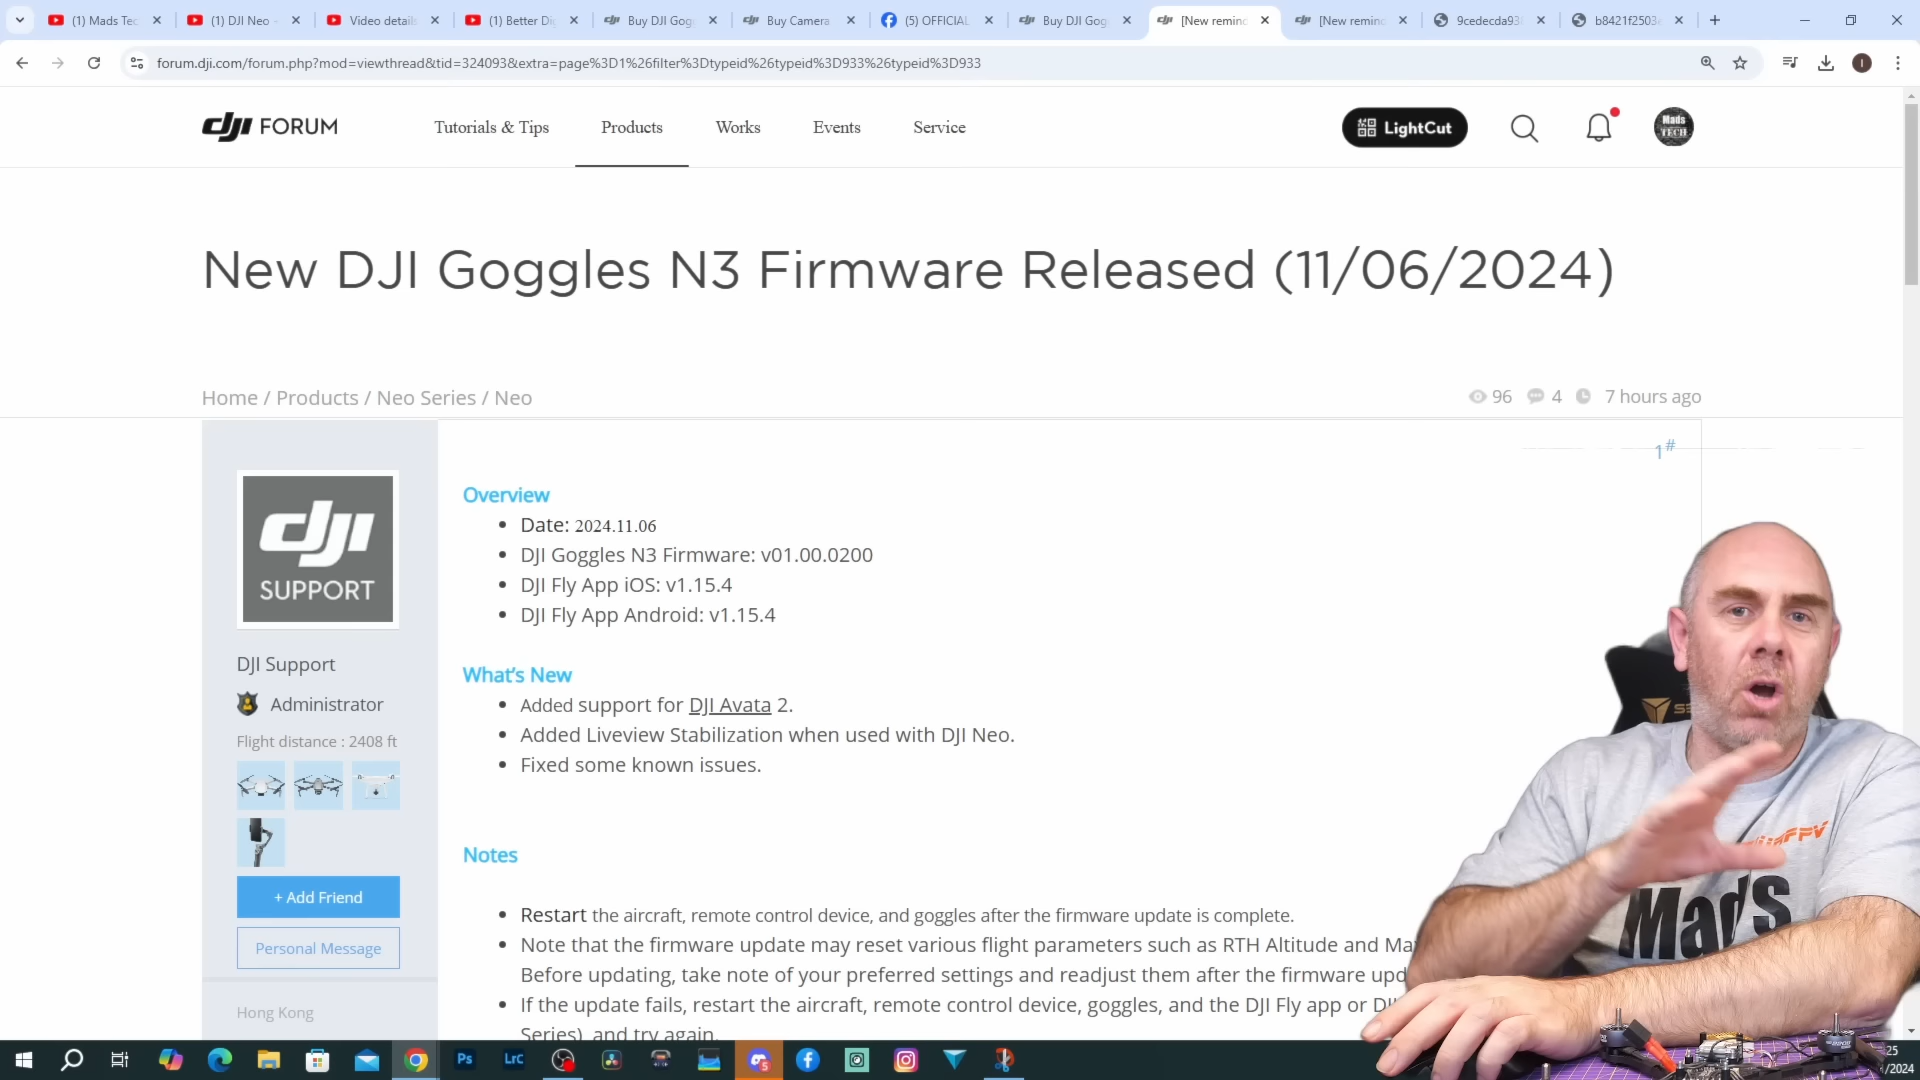 (1) Mads Tec
(1) DJI Neo -
Video details
(1) Better Di
Buy DJI Gog
Buy Camera
(5) OFFICIAL
Buy DJI Gog
[New remin
[New remin
9cedecda93
b8421f2503
forum.dji.com/forum.php?mod=viewthread&tid=324093&extra=page%3D1%26filter%3Dtypeid%26typeid%3D933%26typeid%3D933
dji FORUM
Tutorials & Tips
Products
Works
Events
Service
LightCut
Mads TECH
New DJI Goggles N3 Firmware Released (11/06/2024)
Home / Products / Neo Series / Neo
96
4
7 hours ago
1#
dji
SUPPORT
DJI Support
Administrator
Flight distance : 2408 ft
+ Add Friend
Personal Message
Hong Kong
Overview
• Date: 2024.11.06
• DJI Goggles N3 Firmware: v01.00.0200
• DJI Fly App iOS: v1.15.4
• DJI Fly App Android: v1.15.4
What's New
• Added support for DJI Avata 2.
• Added Liveview Stabilization when used with DJI Neo.
• Fixed some known issues.
Notes
• Restart the aircraft, remote control device, and goggles after the firmware update is complete.
• Note that the firmware update may reset various flight parameters such as RTH Altitude and
Before updating, take note of your preferred settings and readjust them after the firmware
• If the update fails, restart the aircraft, remote control device, goggles, and the DJI Fly app or
Series), and try again.
Mads
Ps
LrC